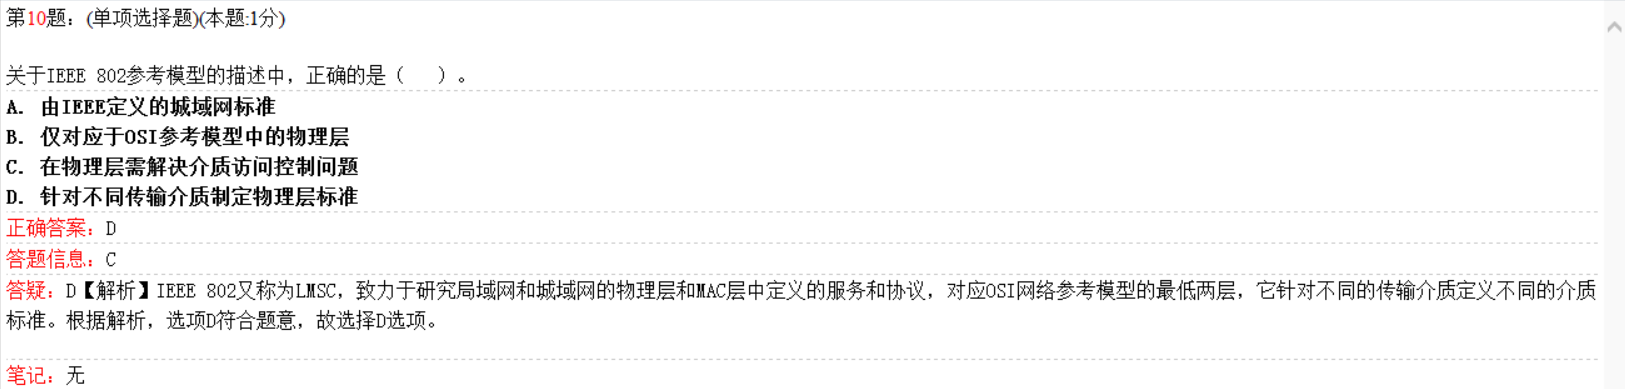 第10题：(单项选择题)(本题:1分)
关于IEEE 802参考模型的描述中，正确的是（　）。
A. 由IEEE定义的城域网标准
B. 仅对应于OSI参考模型中的物理层
C. 在物理层需解决介质访问控制问题
D. 针对不同传输介质制定物理层标准
正确答案：D
答题信息：C
答疑：D【解析】IEEE 802又称为LMSC，致力于研究局域网和城域网的物理层和MAC层中定义的服务和协议，对应OSI网络参考模型的最低两层，它针对不同的传输介质定义不同的介质
标准。根据解析，选项D符合题意，故选择D选项。
笔记：无